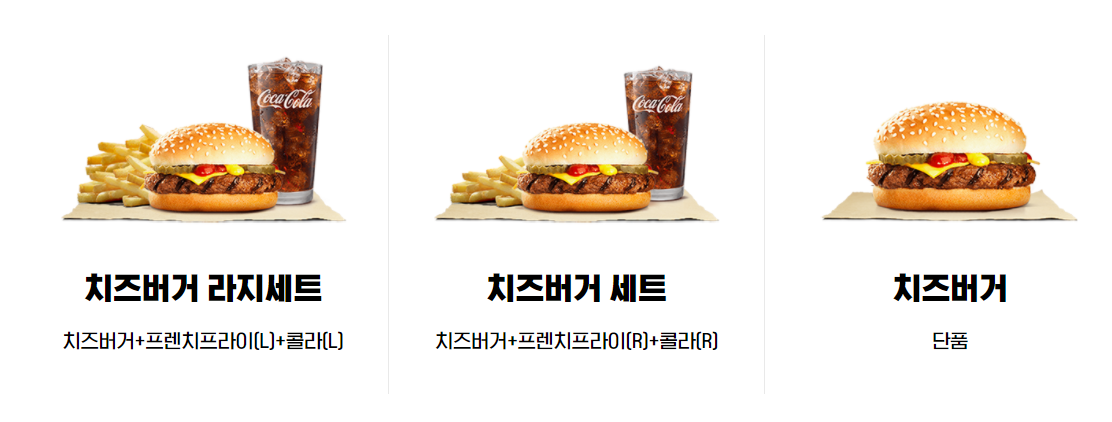 Coca-Cola
Coca-Cola
치즈버거 라지세트
치즈버거+프렌치프라이(L)+콜라(L)
치즈버거 세트
치즈버거+프렌치프라이(R)+콜라(R)
치즈버거
단품